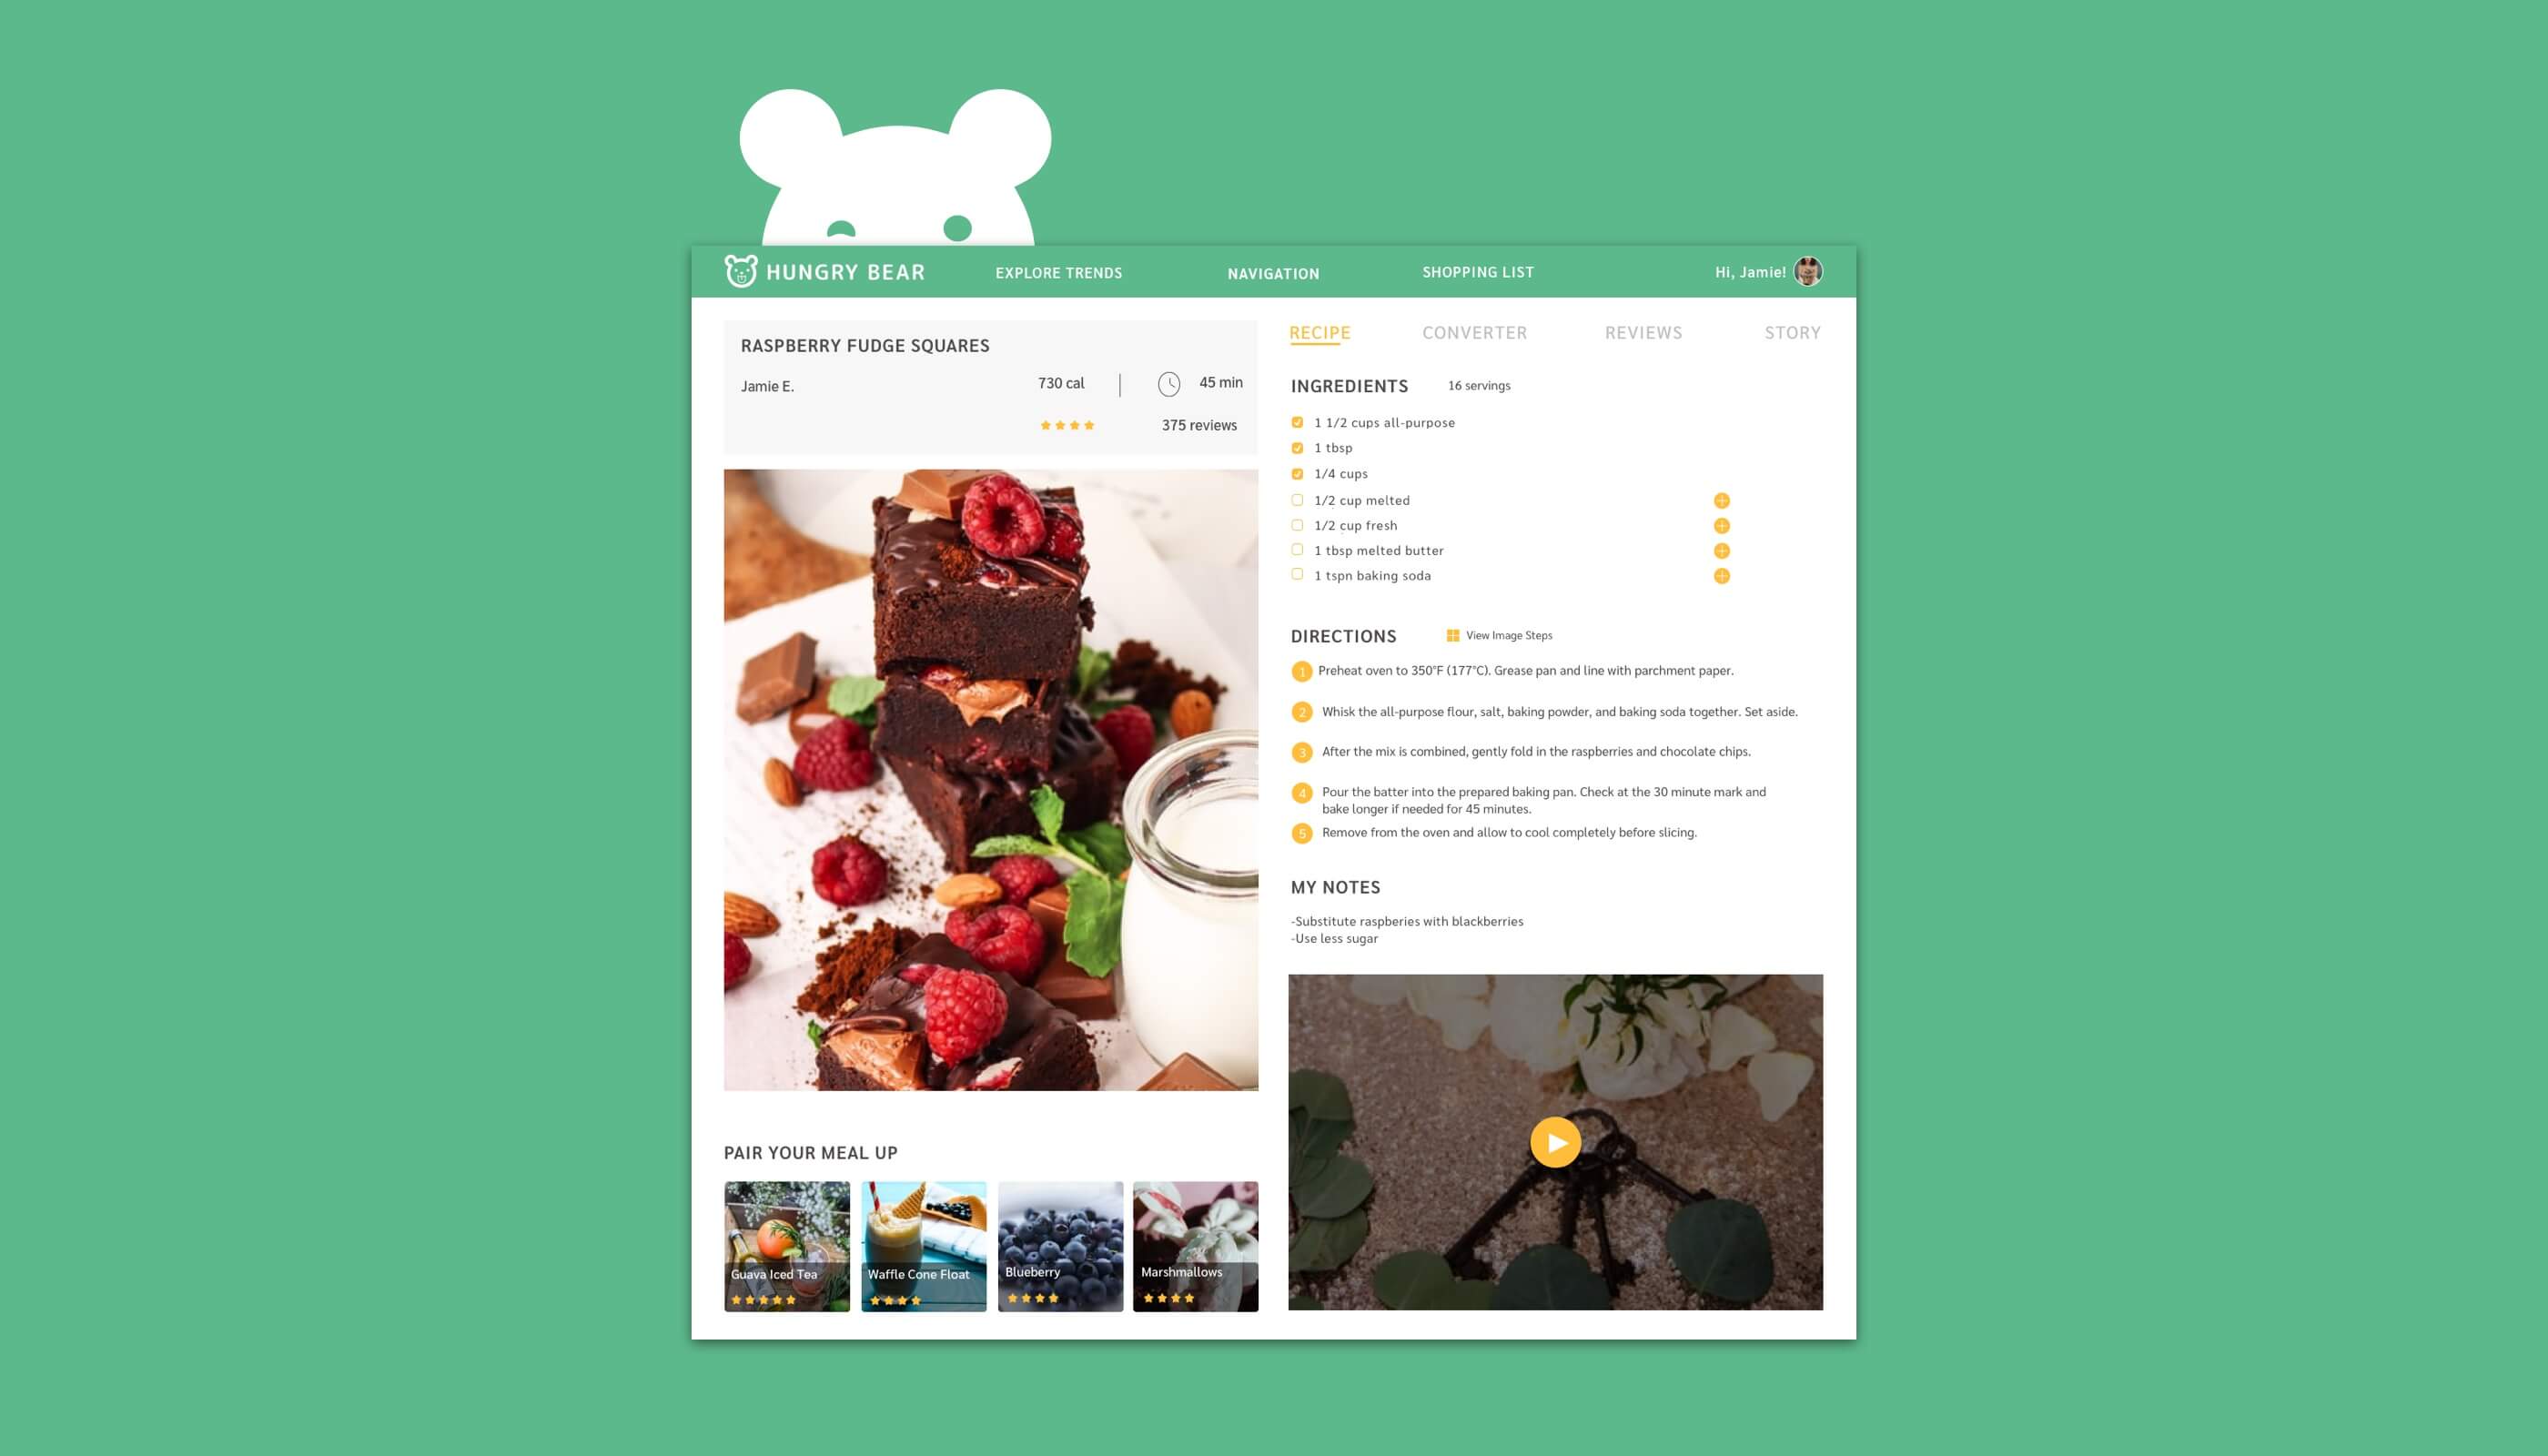 HUNGRY BEAR
EXPLORE TRENDS
NAVIGATION
SHOPPING LIST
Hi, Jamie!
RASPBERRY FUDGE SQUARES
Jamie E.
730 cal
45 min
375 reviews
PAIR YOUR MEAL UP
Guava Iced Tea
Waffle Cone Float
Blueberry
Marshmallows
RECIPE
CONVERTER
REVIEWS
STORY
INGREDIENTS
16 servings
1 1/2 cups all-purpose
1 tbsp
1/4 cups
1/2 cup melted
1/2 cup fresh
1 tbsp melted butter
1 tspn baking soda
DIRECTIONS
View Image Steps
1 Preheat oven to 350°F (177°C). Grease pan and line with parchment paper.
2 Whisk the all-purpose flour, salt, baking powder, and baking soda together. Set aside.
3 After the mix is combined, gently fold in the raspberries and chocolate chips.
4 Pour the batter into the prepared baking pan. Check at the 30 minute mark and
bake longer if needed for 45 minutes.
5 Remove from the oven and allow to cool completely before slicing.
MY NOTES
-Substitute raspberies with blackberries
-Use less sugar